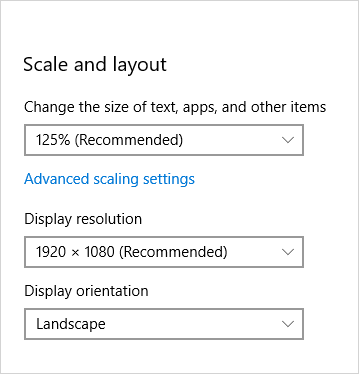 Scale and layout
Change the size of text, apps, and other items
125% (Recommended)
Advanced scaling settings
Display resolution
1920 × 1080 (Recommended)
Display orientation
Landscape